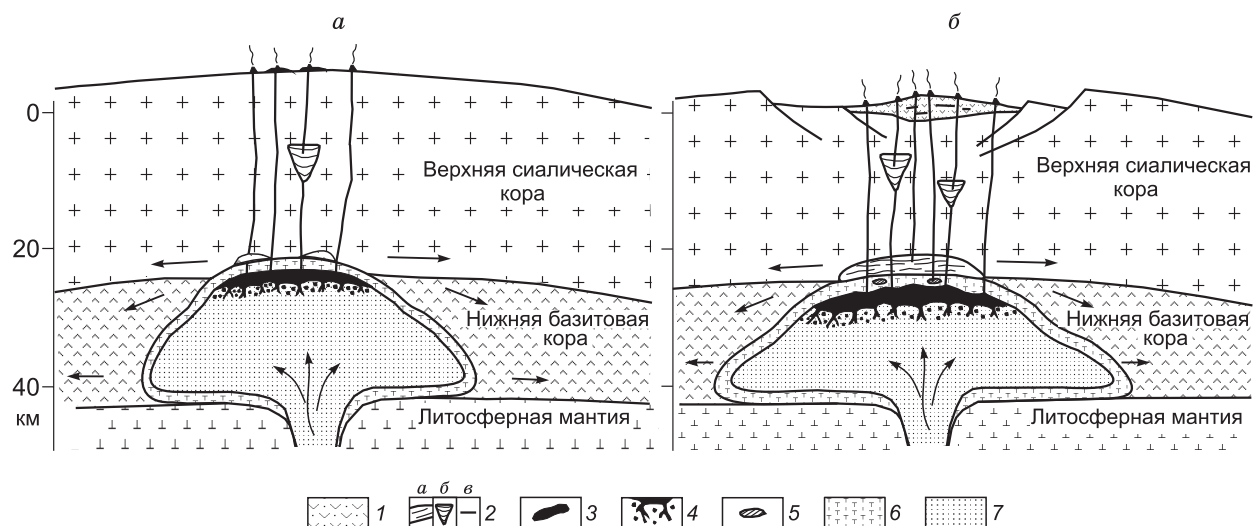 а
б
0
20
40
км
Верхняя сиалическая
кора
Нижняя базитовая
кора
Литосферная мантия
Верхняя сиалическая
кора
Нижняя базитовая
кора
Литосферная мантия
а б в
1 2 3 4 5 6 7